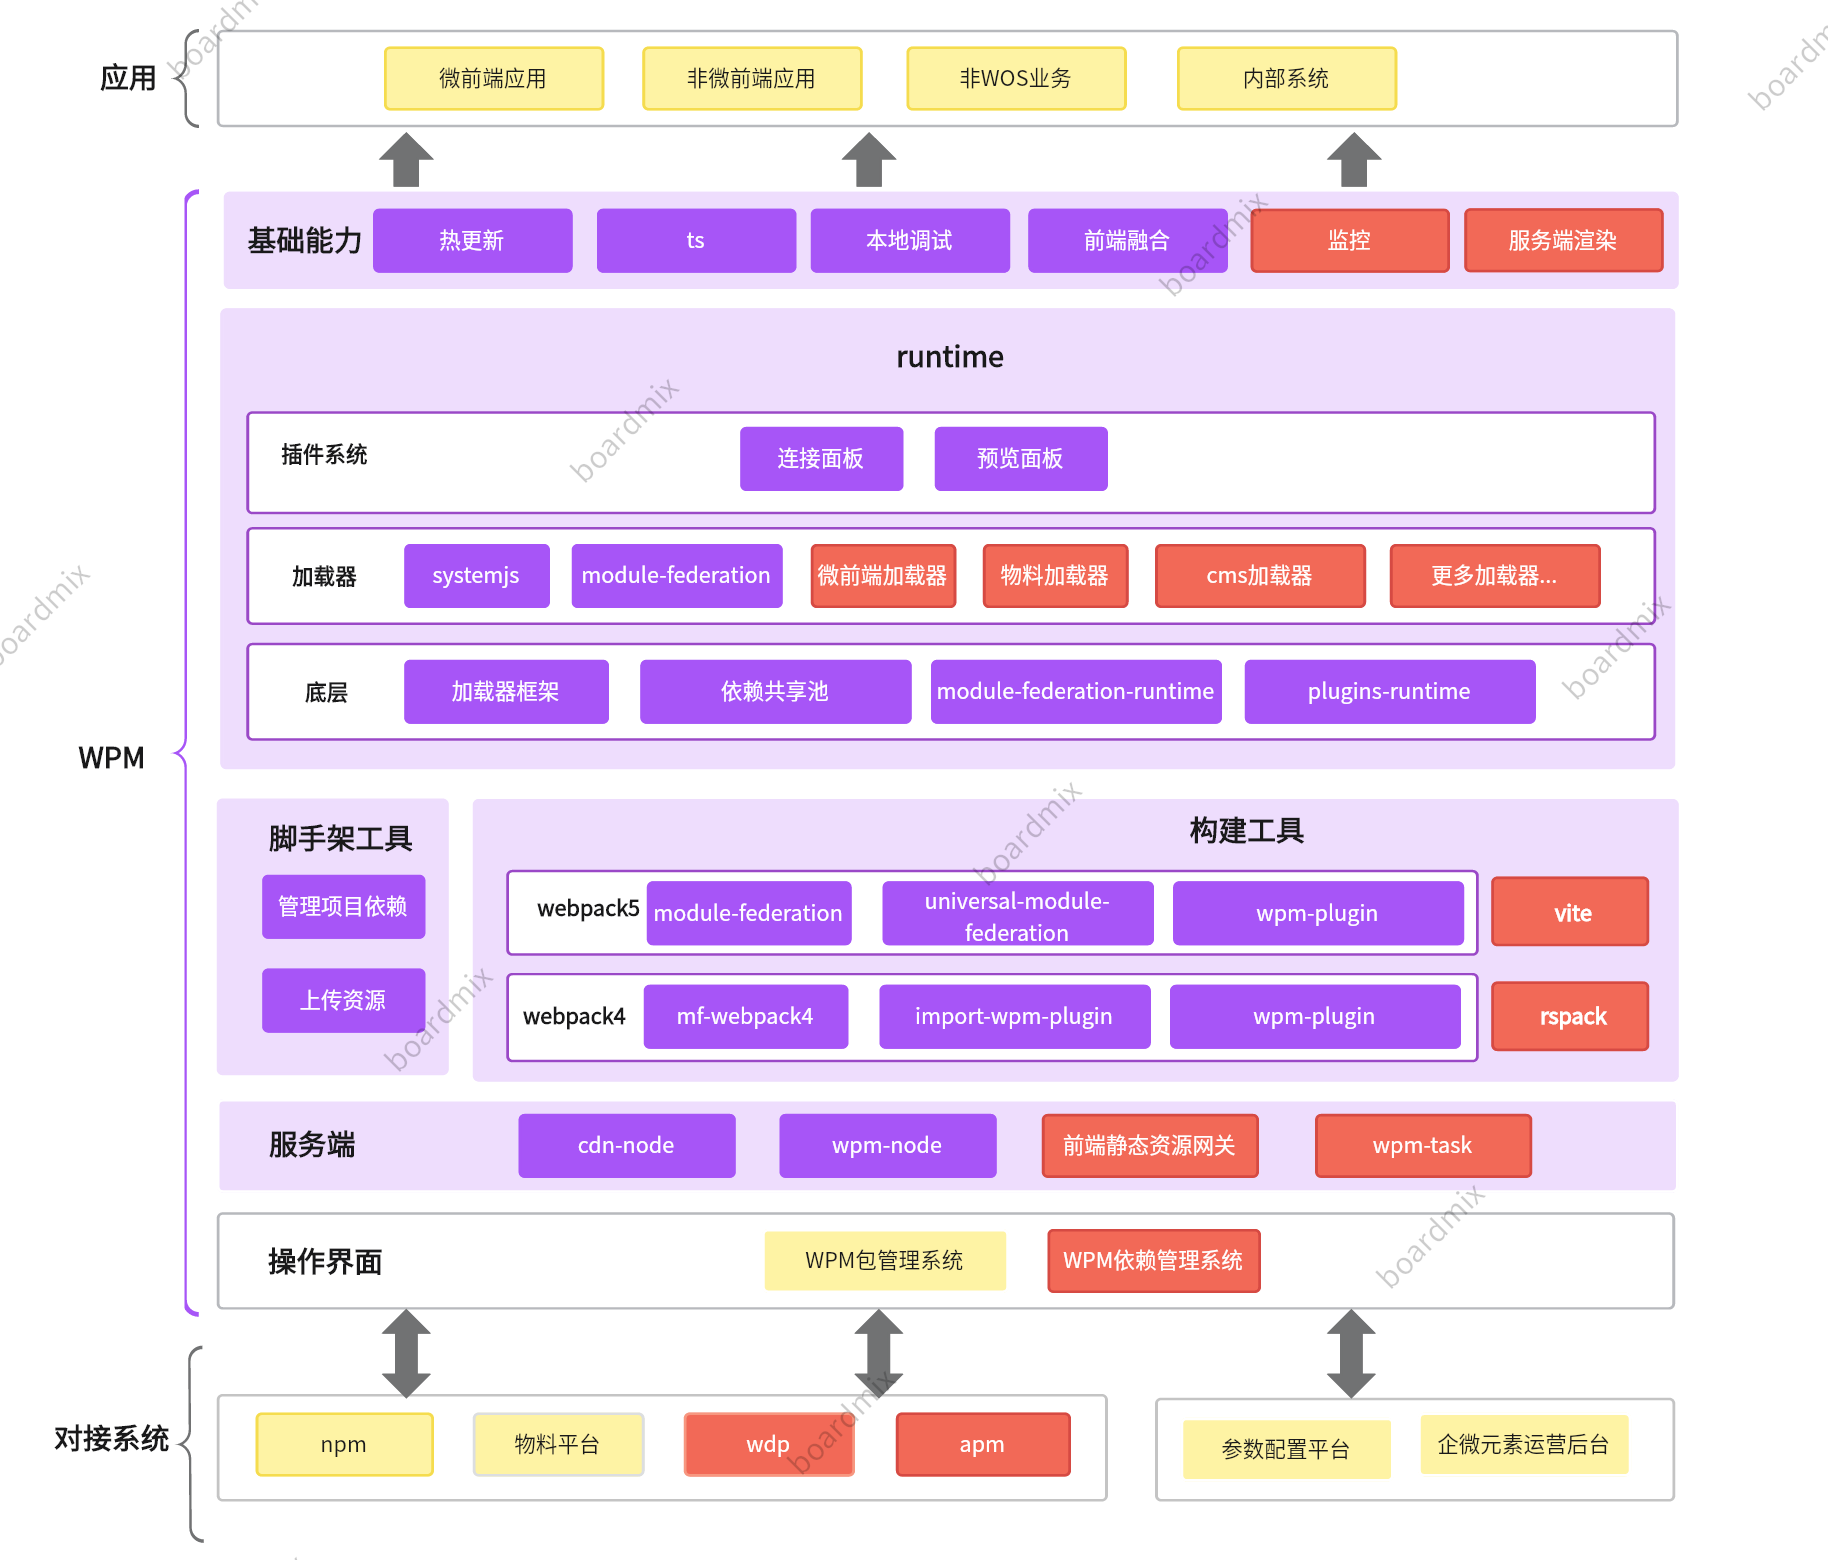 应用
微前端应用
非微前端应用
非WOS业务
内部系统
WPM
基础能力
热更新
ts
本地调试
前端融合
监控
服务端渲染
runtime
插件系统
连接面板
预览面板
加载器
systemjs
module-federation
微前端加载器
物料加载器
cms加载器
更多加载器...
底层
加载器框架
依赖共享池
module-federation-runtime
plugins-runtime
脚手架工具
管理项目依赖
上传资源
构建工具
webpack5
module-federation
universal-module-
federation
wpm-plugin
vite
webpack4
mf-webpack4
import-wpm-plugin
wpm-plugin
rspack
服务端
cdn-node
wpm-node
前端静态资源网关
wpm-task
操作界面
WPM包管理系统
WPM依赖管理系统
对接系统
npm
物料平台
wdp
apm
参数配置平台
企微元素运营后台
boardmix
boardmix
boardmix
boardmix
boardmix
boardmix
boardmix
boardmix
boardmix
boardmix